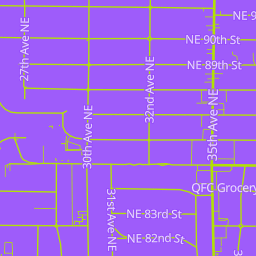 NE 9
NE 90th St
27th Ave NE
NE 89th St
32nd Ave NE
35th Ave NE
30th Ave NE
QFC Grocery
31st Ave NE
NE 83rd St
NE 82nd St
3